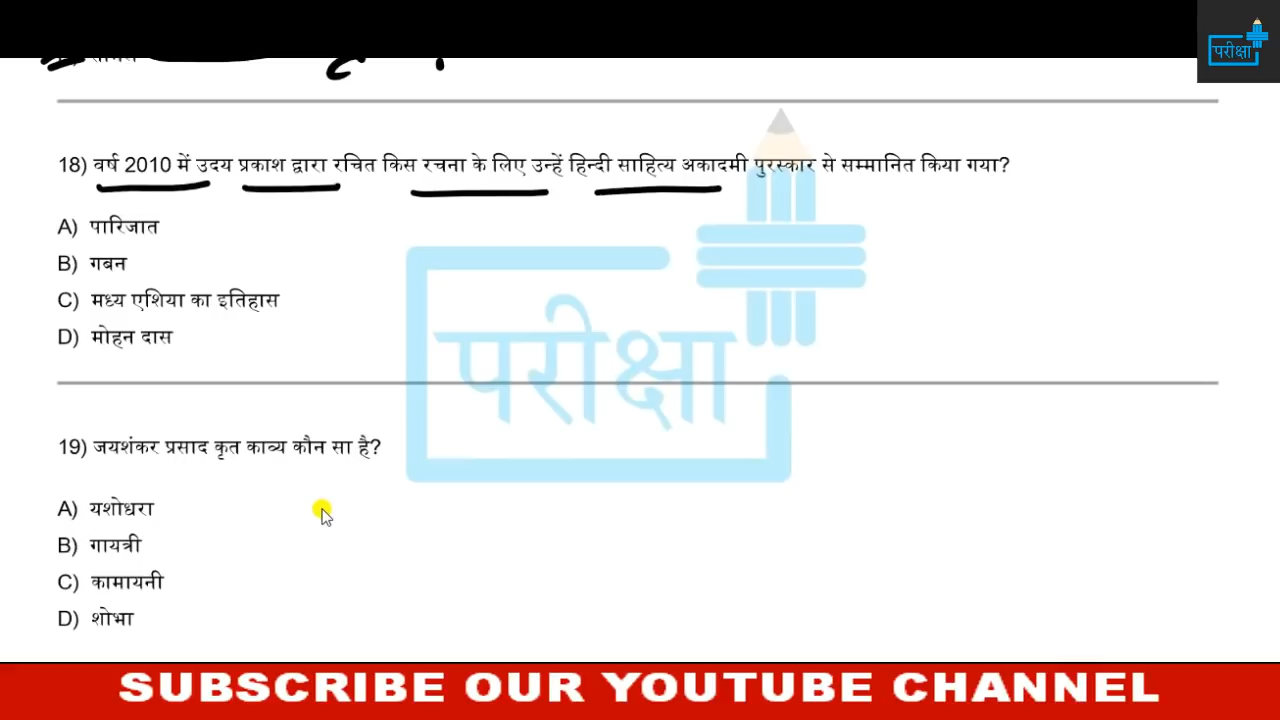 परीक्षा
18) वर्ष 2010 में उदय प्रकाश द्वारा रचित किस रचना के लिए उन्हें हिन्दी साहित्य अकादमी पुरस्कार से सम्मानित किया गया?
A) पारिजात
B) गबन
C) मध्य एशिया का इतिहास
D) मोहन दास
परीक्षा
19) जयशंकर प्रसाद कृत काव्य कौन सा है?
A) यशोधरा
B) गायत्री
C) कामायनी
D) शोभा
SUBSCRIBE OUR YOUTUBE CHANNEL